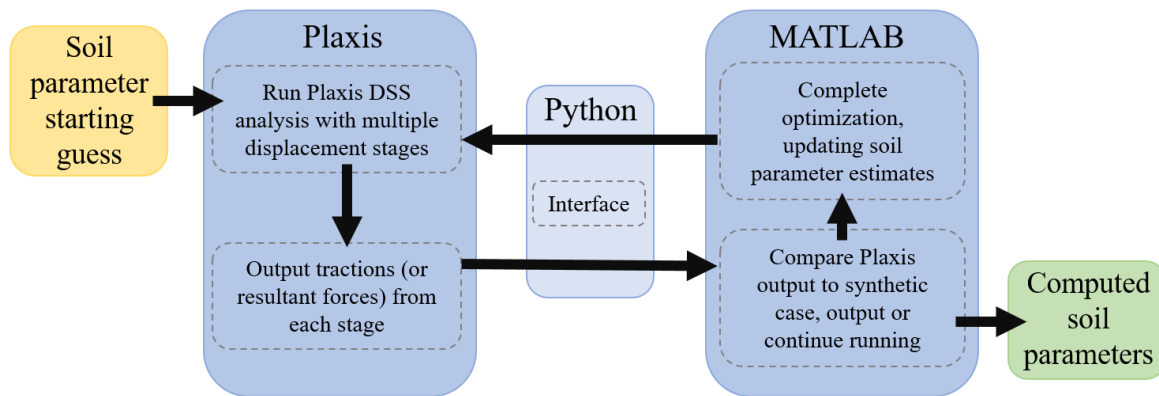 Soil
parameter
starting
guess
Plaxis
Run Plaxis DSS
analysis with multiple
displacement stages
Output tractions (or
resultant forces) from
each stage
Python
Interface
MATLAB
Complete
optimization,
updating soil
parameter estimates
Compare Plaxis
output to synthetic
case, output or
continue running
Computed
soil
parameters